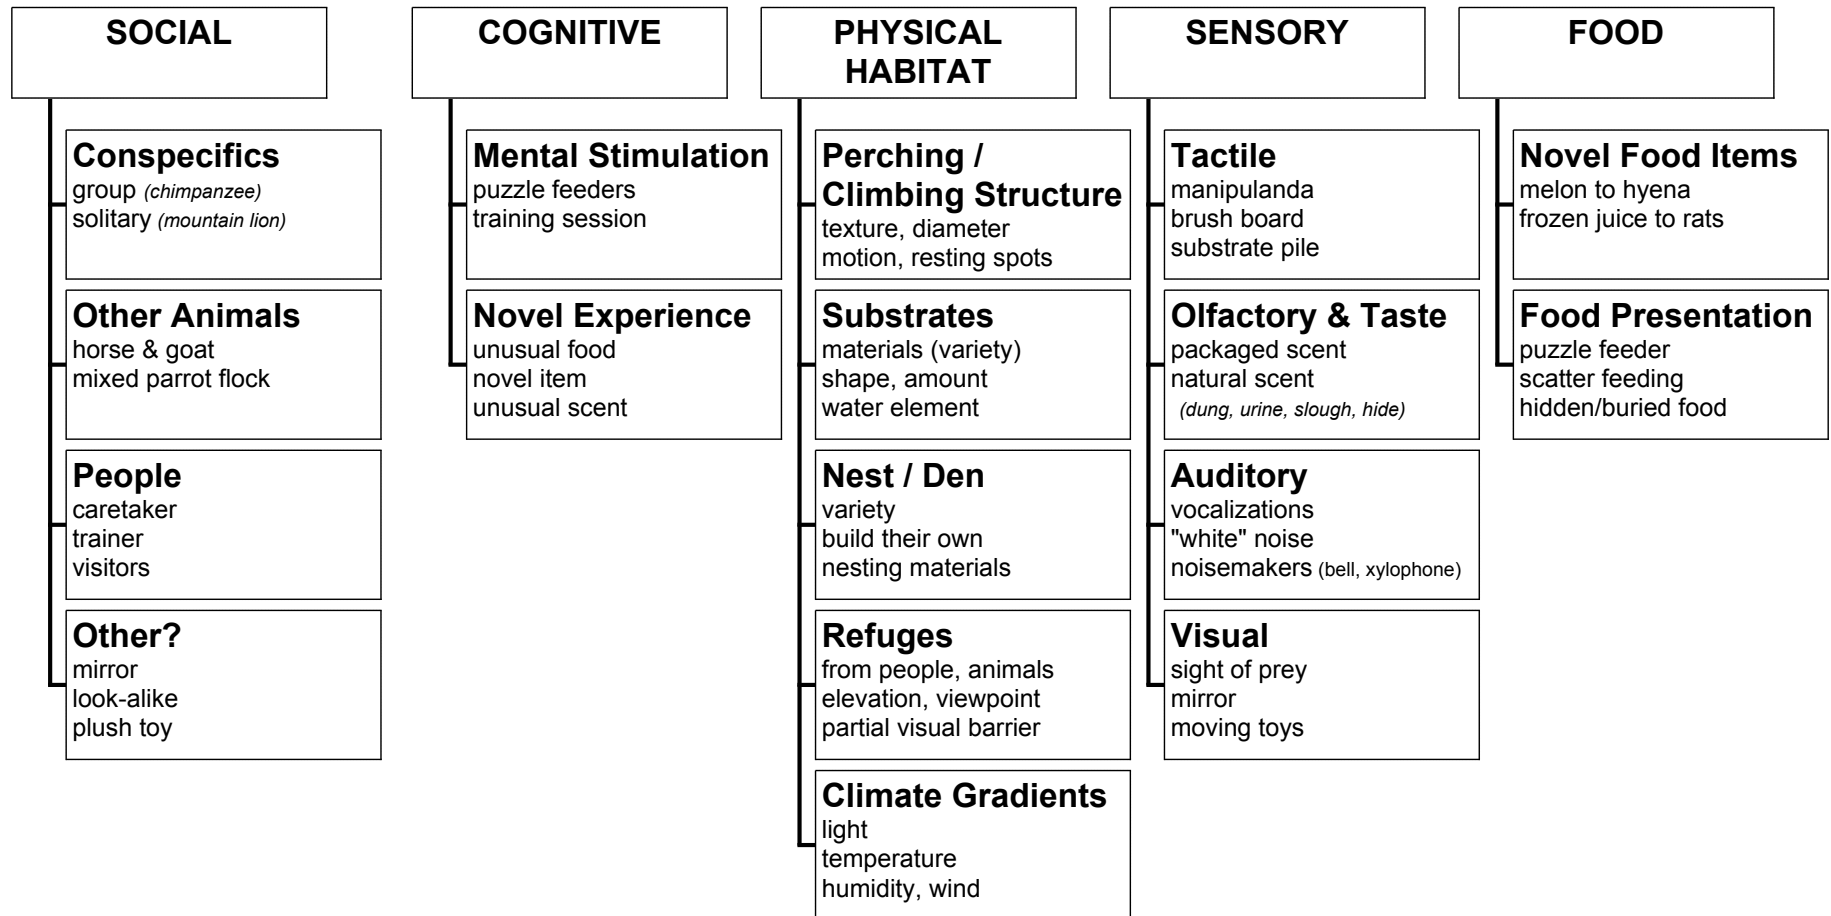 SOCIAL
Conspecifics
group (chimpanzee)
solitary (mountain lion)
Other Animals
horse & goat
mixed parrot flock
People
caretaker
trainer
visitors
Other?
mirror
look-alike
plush toy
COGNITIVE
Mental Stimulation
puzzle feeders
training session
Novel Experience
unusual food
novel item
unusual scent
PHYSICAL
HABITAT
Perching /
Climbing Structure
texture, diameter
motion, resting spots
Substrates
materials (variety)
shape, amount
water element
Nest / Den
variety
build their own
nesting materials
Refuges
from people, animals
elevation, viewpoint
partial visual barrier
Climate Gradients
light
temperature
humidity, wind
SENSORY
Tactile
manipulanda
brush board
substrate pile
Olfactory & Taste
packaged scent
natural scent
(dung, urine, slough, hide)
Auditory
vocalizations
"white" noise
noisemakers (bell, xylophone)
Visual
sight of prey
mirror
moving toys
FOOD
Novel Food Items
melon to hyena
frozen juice to rats
Food Presentation
puzzle feeder
scatter feeding
hidden/buried food